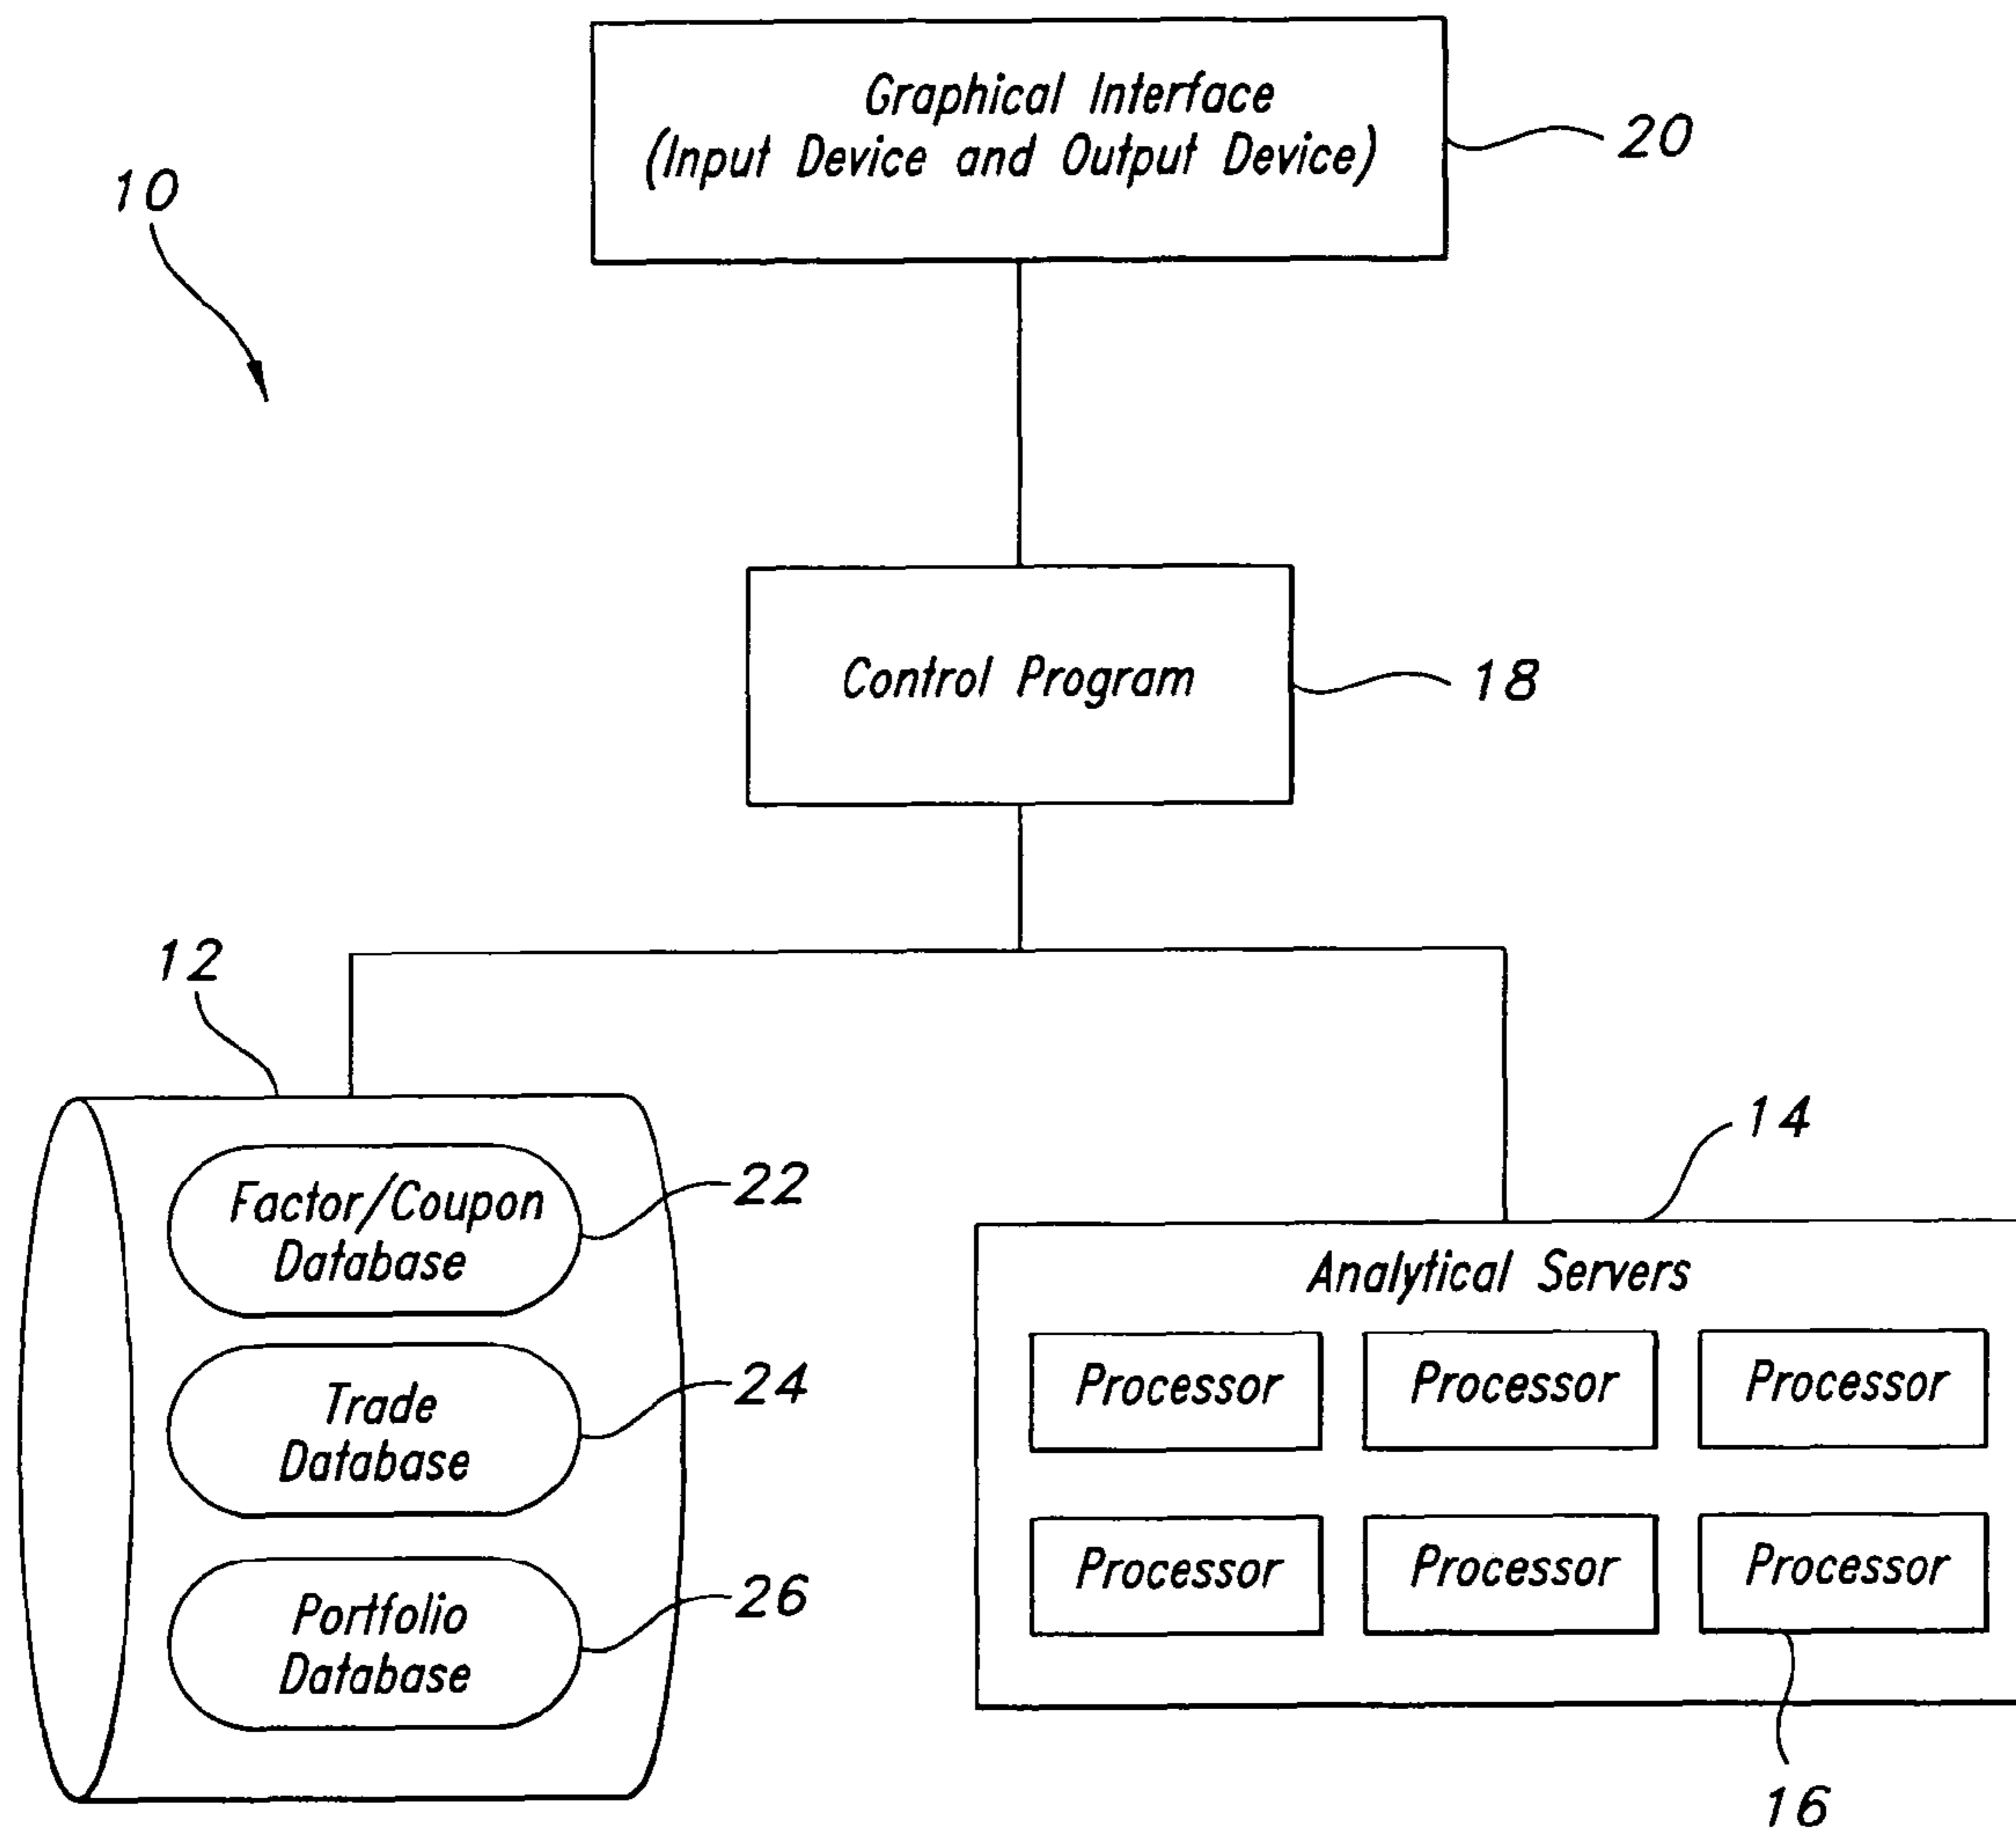 Graphical Interface
(Input Device and Output Device)
20
10
Control Program
18
12
14
Factor/Coupon
Database
22
Trade
Database
24
Portfolio
Database
26
Analytical Servers
Processor Processor Processor
Processor Processor Processor
16